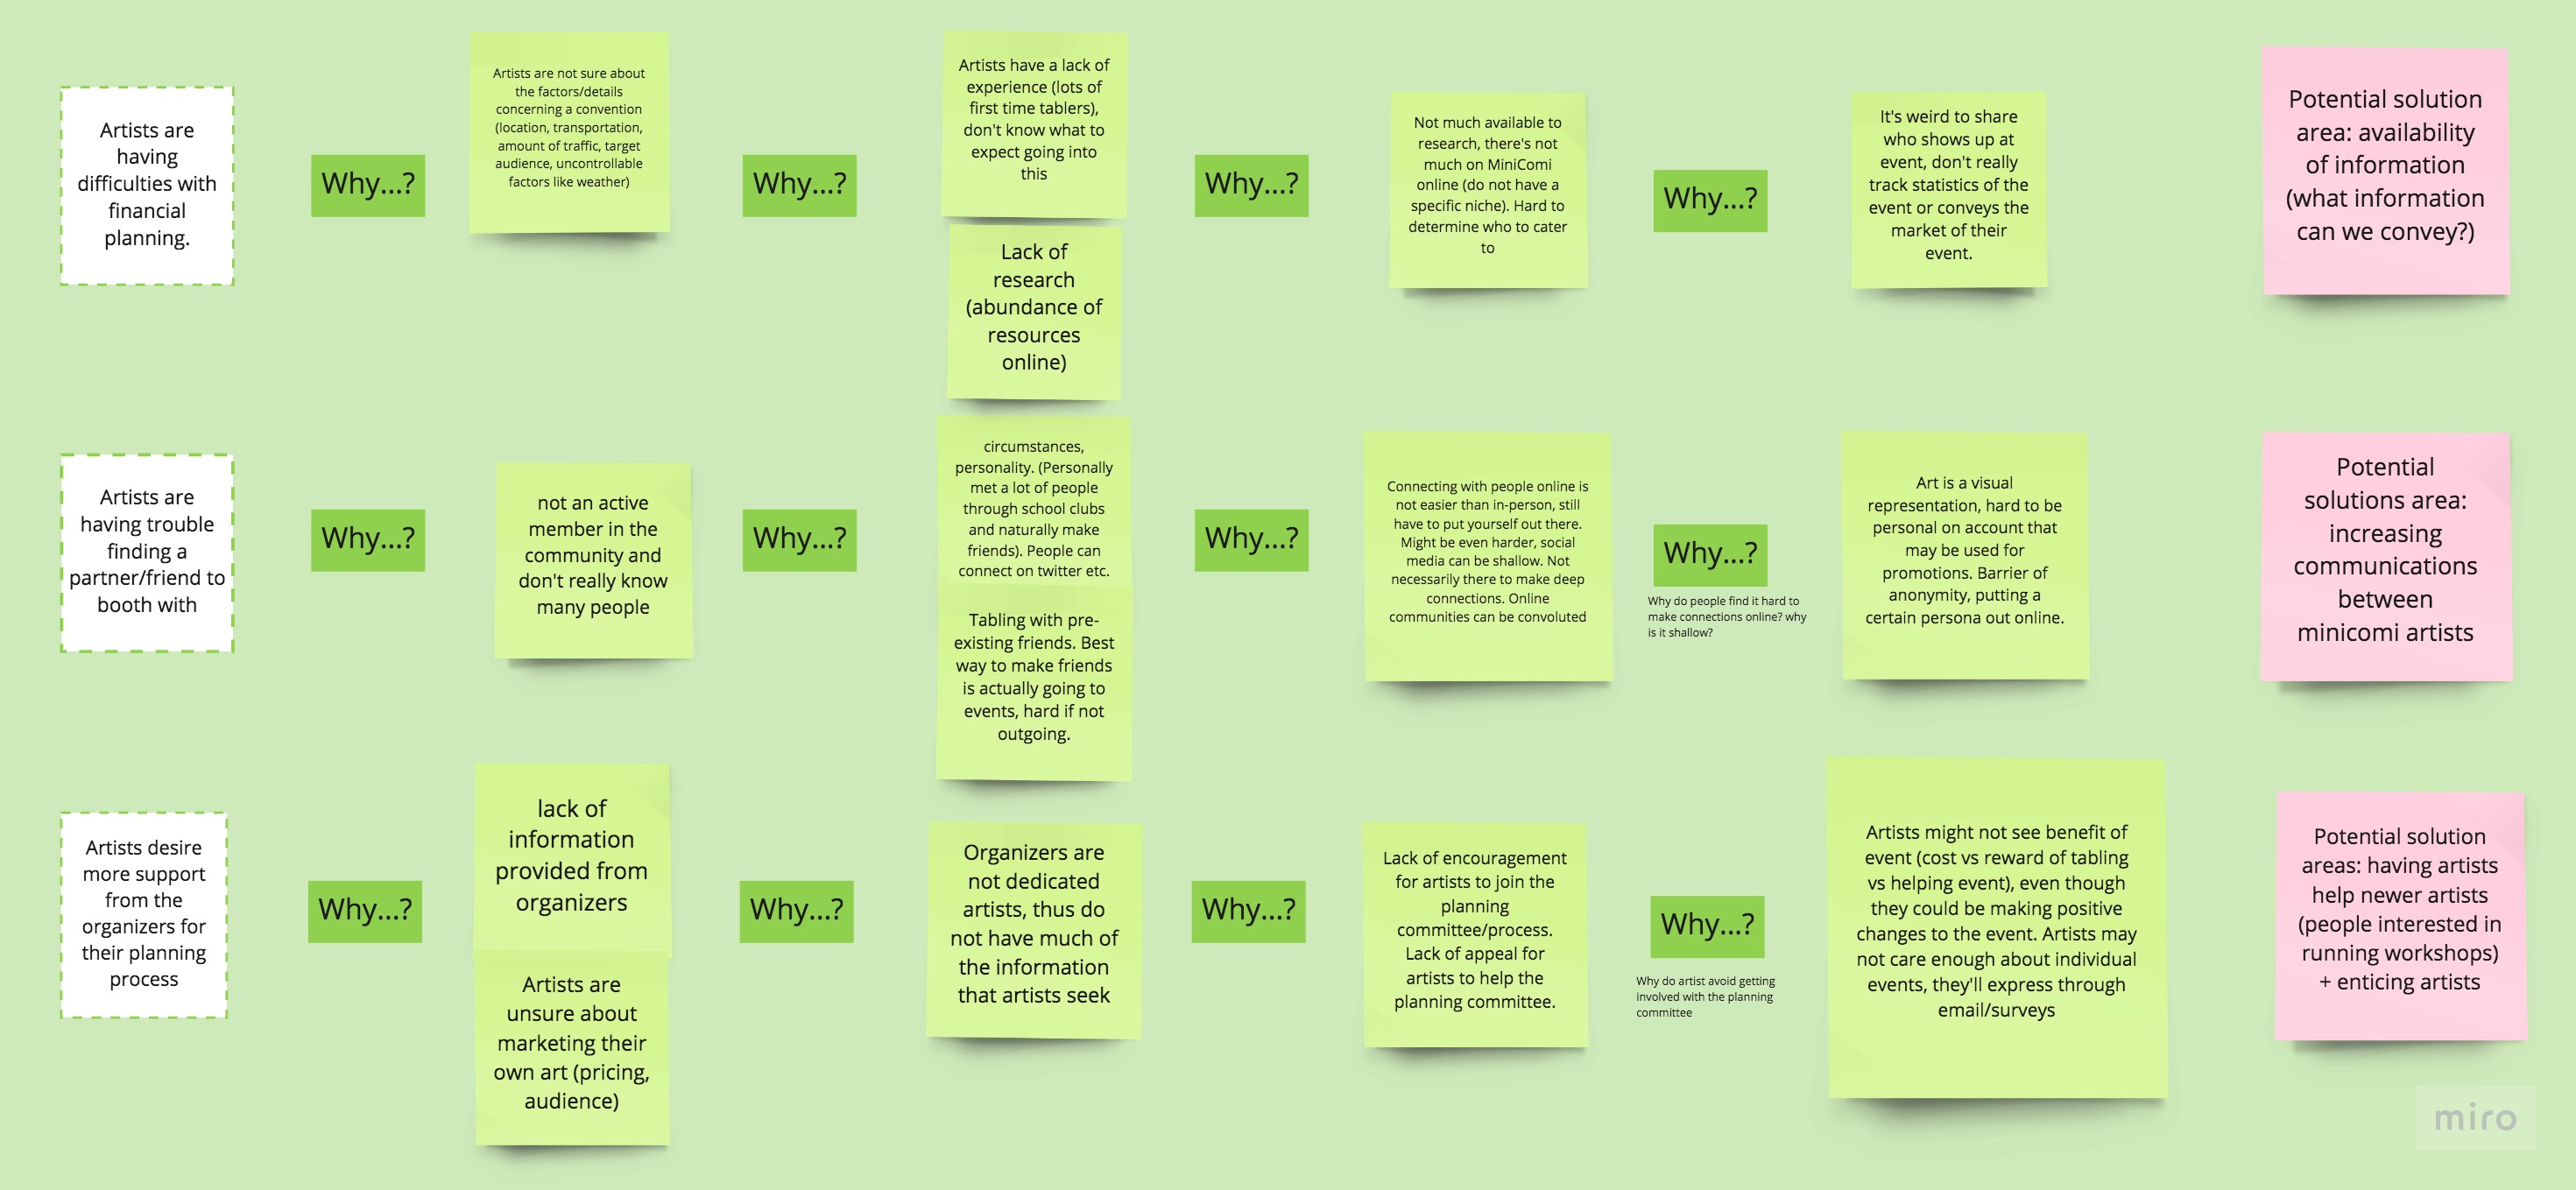 Artists are
having
difficulties with
financial
planning.
Why...?
Artists are not sure about
the factors/details
concerning a convention
(location, transportation,
amount of traffic, target
audience, uncontrollable
factors like weather)
Why...?
Artists have a lack of
experience (lots of
first time tablers),
don't know what to
expect going into
this
Lack of
research
(abundance of
resources
online)
Why...?
Not much available to
research, there's not
much on MiniComi
online (do not have a
specific niche). Hard to
determine who to cater
to
Why...?
It's weird to share
who shows up at
event, don't really
track statistics of the
event or conveys the
market of their
event.
Potential solution
area: availability
of information
(what information
can we convey?)
Artists are
having trouble
finding a
partner/friend to
booth with
Why...?
not an active
member in the
community and
don't really know
many people
Why...?
circumstances,
personality. (Personally
met a lot of people
through school clubs
and naturally make
friends). People can
connect on twitter etc.
Tabling with pre-
existing friends. Best
way to make friends
is actually going to
events, hard if not
outgoing.
Why...?
Connecting with people online is
not easier than in-person, still
have to put yourself out there.
Might be even harder, social
media can be shallow. Not
necessarily there to make deep
connections. Online
communities can be convoluted
Why...?
Why do people find it hard to
make connections online? why
is it shallow?
Art is a visual
representation, hard to be
personal on account that
may be used for
promotions. Barrier of
anonymity, putting a
certain persona out online.
Potential
solutions area:
increasing
communications
between
minicomi artists
Artists desire
more support
from the
organizers for
their planning
process
Why...?
lack of
information
provided from
organizers
Artists are
unsure about
marketing their
own art (pricing,
audience)
Why...?
Organizers are
not dedicated
artists, thus do
not have much of
the information
that artists seek
Why...?
Lack of encouragement
for artists to join the
planning
committee/process.
Lack of appeal for
artists to help the
planning committee.
Why...?
Why do artist avoid getting
involved with the planning
committee
Artists might not see benefit of
event (cost vs reward of tabling
vs helping event), even though
they could be making positive
changes to the event. Artists may
not care enough about individual
events, they'll express through
email/surveys
Potential solution
areas: having artists
help newer artists
(people interested in
running workshops)
+ enticing artists
miro